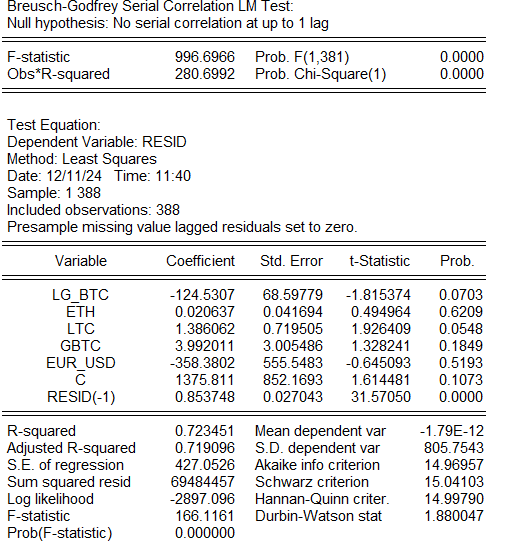 Breusch-Godfrey Serial Correlation LM Test:
Null hypothesis: No serial correlation at up to 1 lag
F-statistic 996.6966 Prob. F(1,381) 0.0000
Obs*R-squared 280.6992 Prob. Chi-Square(1) 0.0000
Test Equation:
Dependent Variable: RESID
Method: Least Squares
Date: 12/11/24 Time: 11:40
Sample: 1 388
Included observations: 388
Presample missing value lagged residuals set to zero.
Variable Coefficient Std. Error t-Statistic Prob.
LG_BTC -124.5307 68.59779 -1.815374 0.0703
ETH 0.020637 0.041694 0.494964 0.6209
LTC 1.386062 0.719505 1.926409 0.0548
GBTC 3.992011 3.005486 1.328241 0.1849
EUR_USD -358.3802 555.5483 -0.645093 0.5193
C 1375.811 852.1693 1.614481 0.1073
RESID(-1) 0.853748 0.027043 31.57050 0.0000
R-squared 0.723451 Mean dependent var -1.79E-12
Adjusted R-squared 0.719096 S.D. dependent var 805.7543
S.E. of regression 427.0526 Akaike info criterion 14.96957
Sum squared resid 69484457 Schwarz criterion 15.04103
Log likelihood -2897.096 Hannan-Quinn criter. 14.99790
F-statistic 166.1161 Durbin-Watson stat 1.880047
Prob(F-statistic) 0.000000